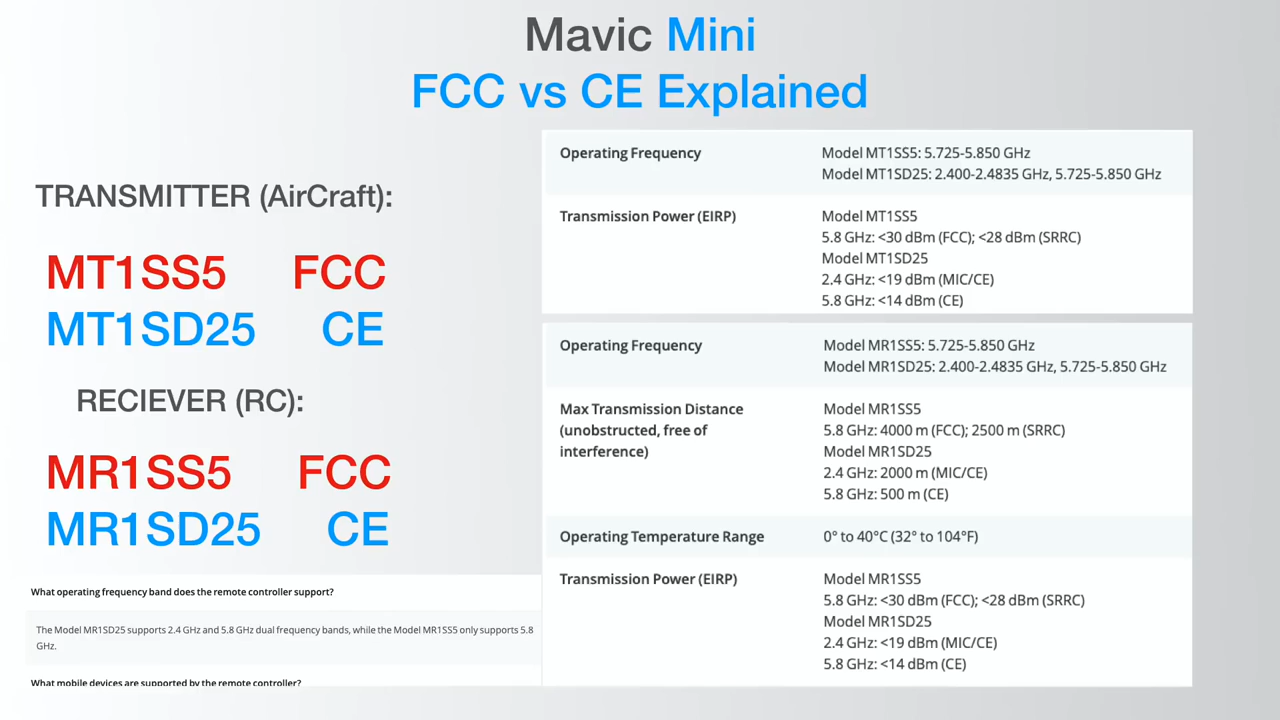 Mavic Mini
FCC vs CE Explained
TRANSMITTER (AirCraft):
MT1SS5 FCC
MT1SD25 CE
RECIEVER (RC):
MR1SS5 FCC
MR1SD25 CE
What operating frequency band does the remote controller support?
The Model MR1SD25 supports 2.4 GHz and 5.8 GHz dual frequency bands, while the Model MR1SS5 only supports 5.8
GHz.
What mobile devices are supported by the remote controller?
Operating Frequency
Model MT1SS5: 5.725-5.850 GHz
Model MT1SD25: 2.400-2.4835 GHz, 5.725-5.850 GHz
Transmission Power (EIRP)
Model MT1SS5
5.8 GHz: <30 dBm (FCC); <28 dBm (SRRC)
Model MT1SD25
2.4 GHz: <19 dBm (MIC/CE)
5.8 GHz: <14 dBm (CE)
Operating Frequency
Model MR1SS5: 5.725-5.850 GHz
Model MR1SD25: 2.400-2.4835 GHz, 5.725-5.850 GHz
Max Transmission Distance
(unobstructed, free of
interference)
Model MR1SS5
5.8 GHz: 4000 m (FCC); 2500 m (SRRC)
Model MR1SD25
2.4 GHz: 2000 m (MIC/CE)
5.8 GHz: 500 m (CE)
Operating Temperature Range
0° to 40°C (32° to 104°F)
Transmission Power (EIRP)
Model MR1SS5
5.8 GHz: <30 dBm (FCC); <28 dBm (SRRC)
Model MR1SD25
2.4 GHz: <19 dBm (MIC/CE)
5.8 GHz: <14 dBm (CE)